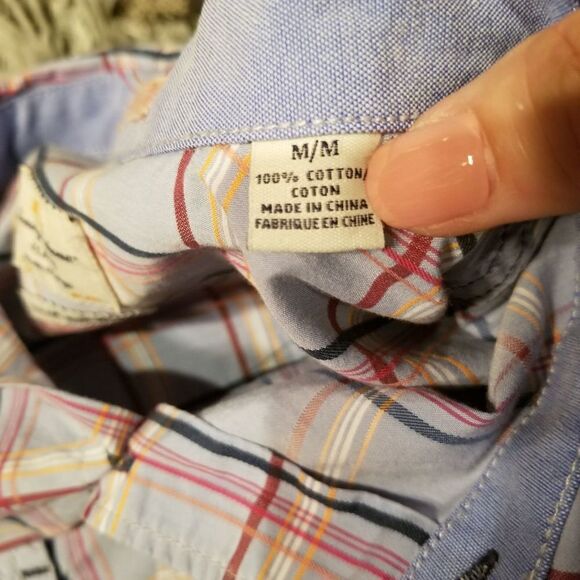 M/M
100% COTTON/
COTON
MADE IN CHINA
FABRIQUE EN CHINE